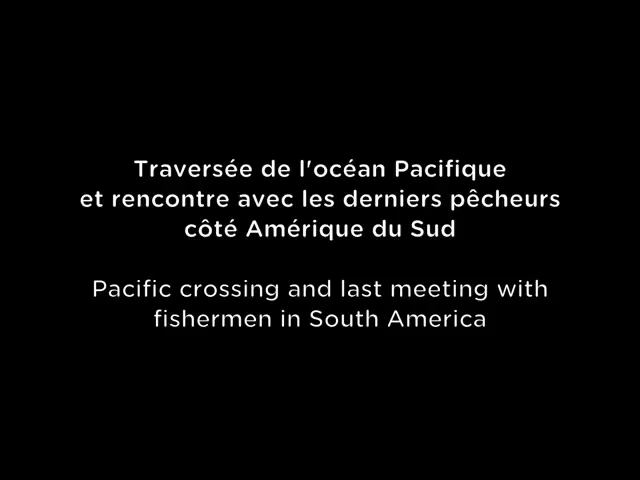 Traversée de l'océan Pacifique
et rencontre avec les derniers pêcheurs
côté Amérique du Sud
Pacific crossing and last meeting with
fishermen in South America